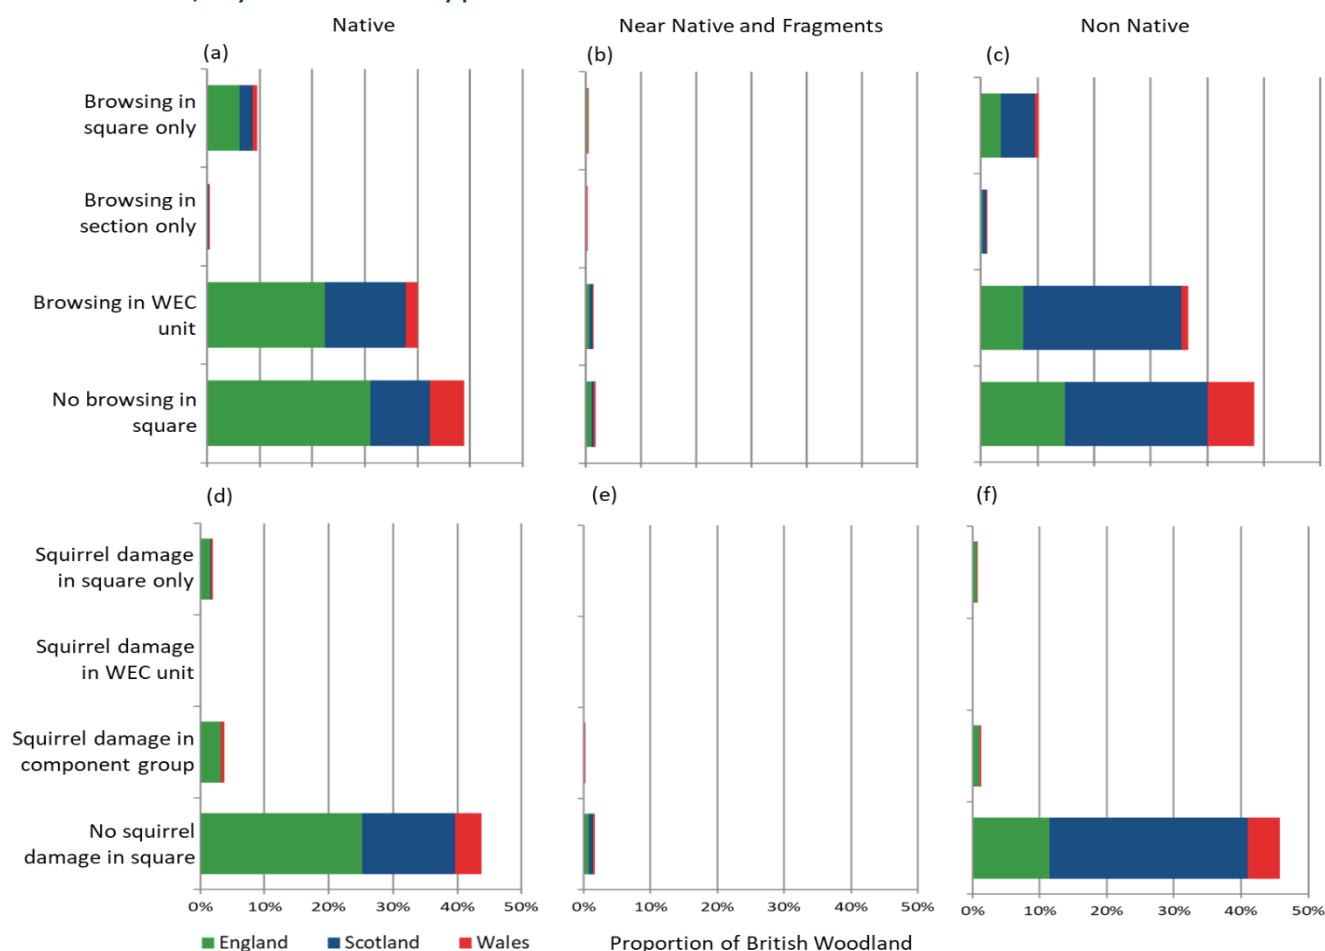 Native
Near Native and Fragments
Non Native
(a)
(b)
(c)
Browsing in
square only
Browsing in
section only
Browsing in WEC
unit
No browsing in
square
(d)
(e)
(f)
Squirrel damage
in square only
Squirrel damage
in WEC unit
Squirrel damage in
component group
No squirrel
damage in square
0% 10% 20% 30% 40% 50%
0% 10% 20% 30% 40% 50%
0% 10% 20% 30% 40% 50%
England Scotland Wales
Proportion of British Woodland